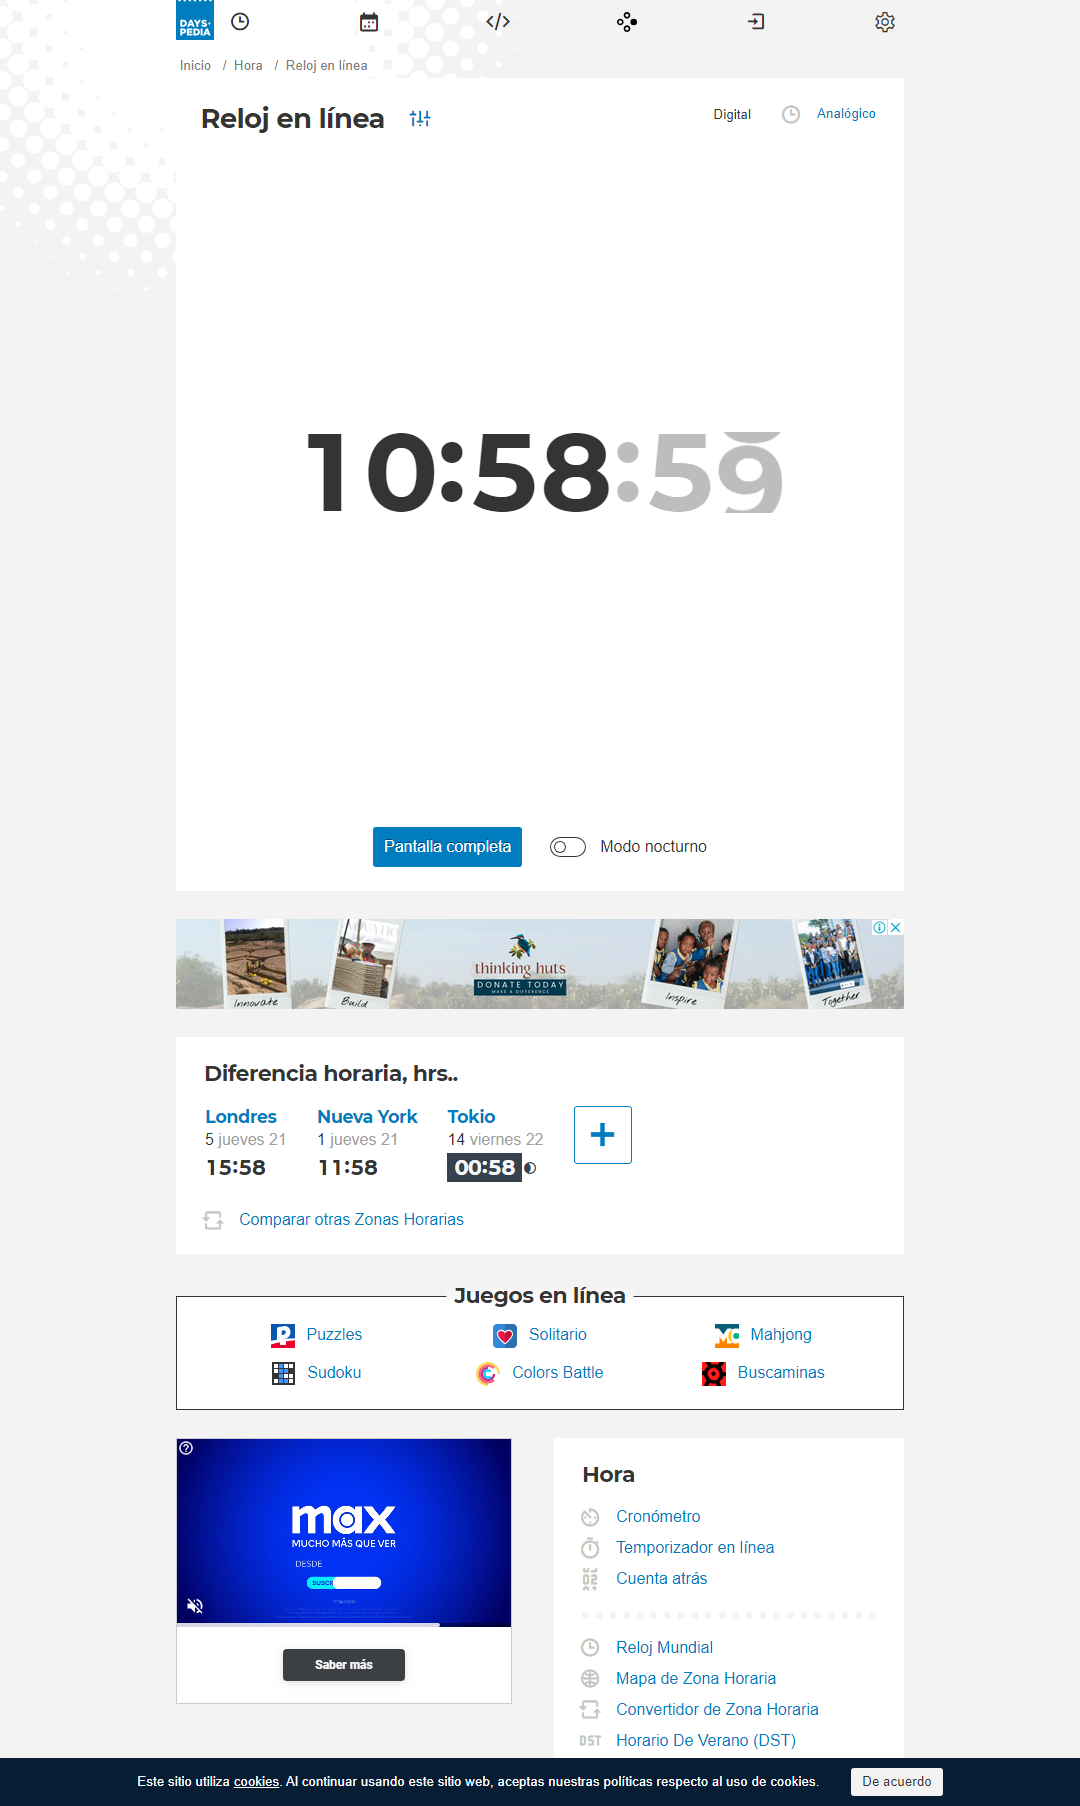 DAYS
PEDIA
Inicio / Hora / Reloj en línea
Reloj en línea
Digital
Analógico
10:58:59
Pantalla completa
Modo nocturno
Innovate
Build
thinking huts
DONATE TODAY
MAKE A DIFFERENCE
Inspire
Together
Diferencia horaria, hrs..
Londres
5 jueves 21
15:58
Nueva York
1 jueves 21
11:58
Tokio
14 viernes 22
00:58
Comparar otras Zonas Horarias
Juegos en línea
Puzzles
Solitario
Mahjong
Sudoku
Colors Battle
Buscaminas
max
MUCHO MÁS QUE VER
DESDE
SUSCR
max.com
Saber más
Hora
Cronómetro
Temporizador en línea
Cuenta atrás
Reloj Mundial
Mapa de Zona Horaria
Convertidor de Zona Horaria
DST Horario De Verano (DST)
Este sitio utiliza cookies. Al continuar usando este sitio web, aceptas nuestras políticas respecto al uso de cookies.
De acuerdo